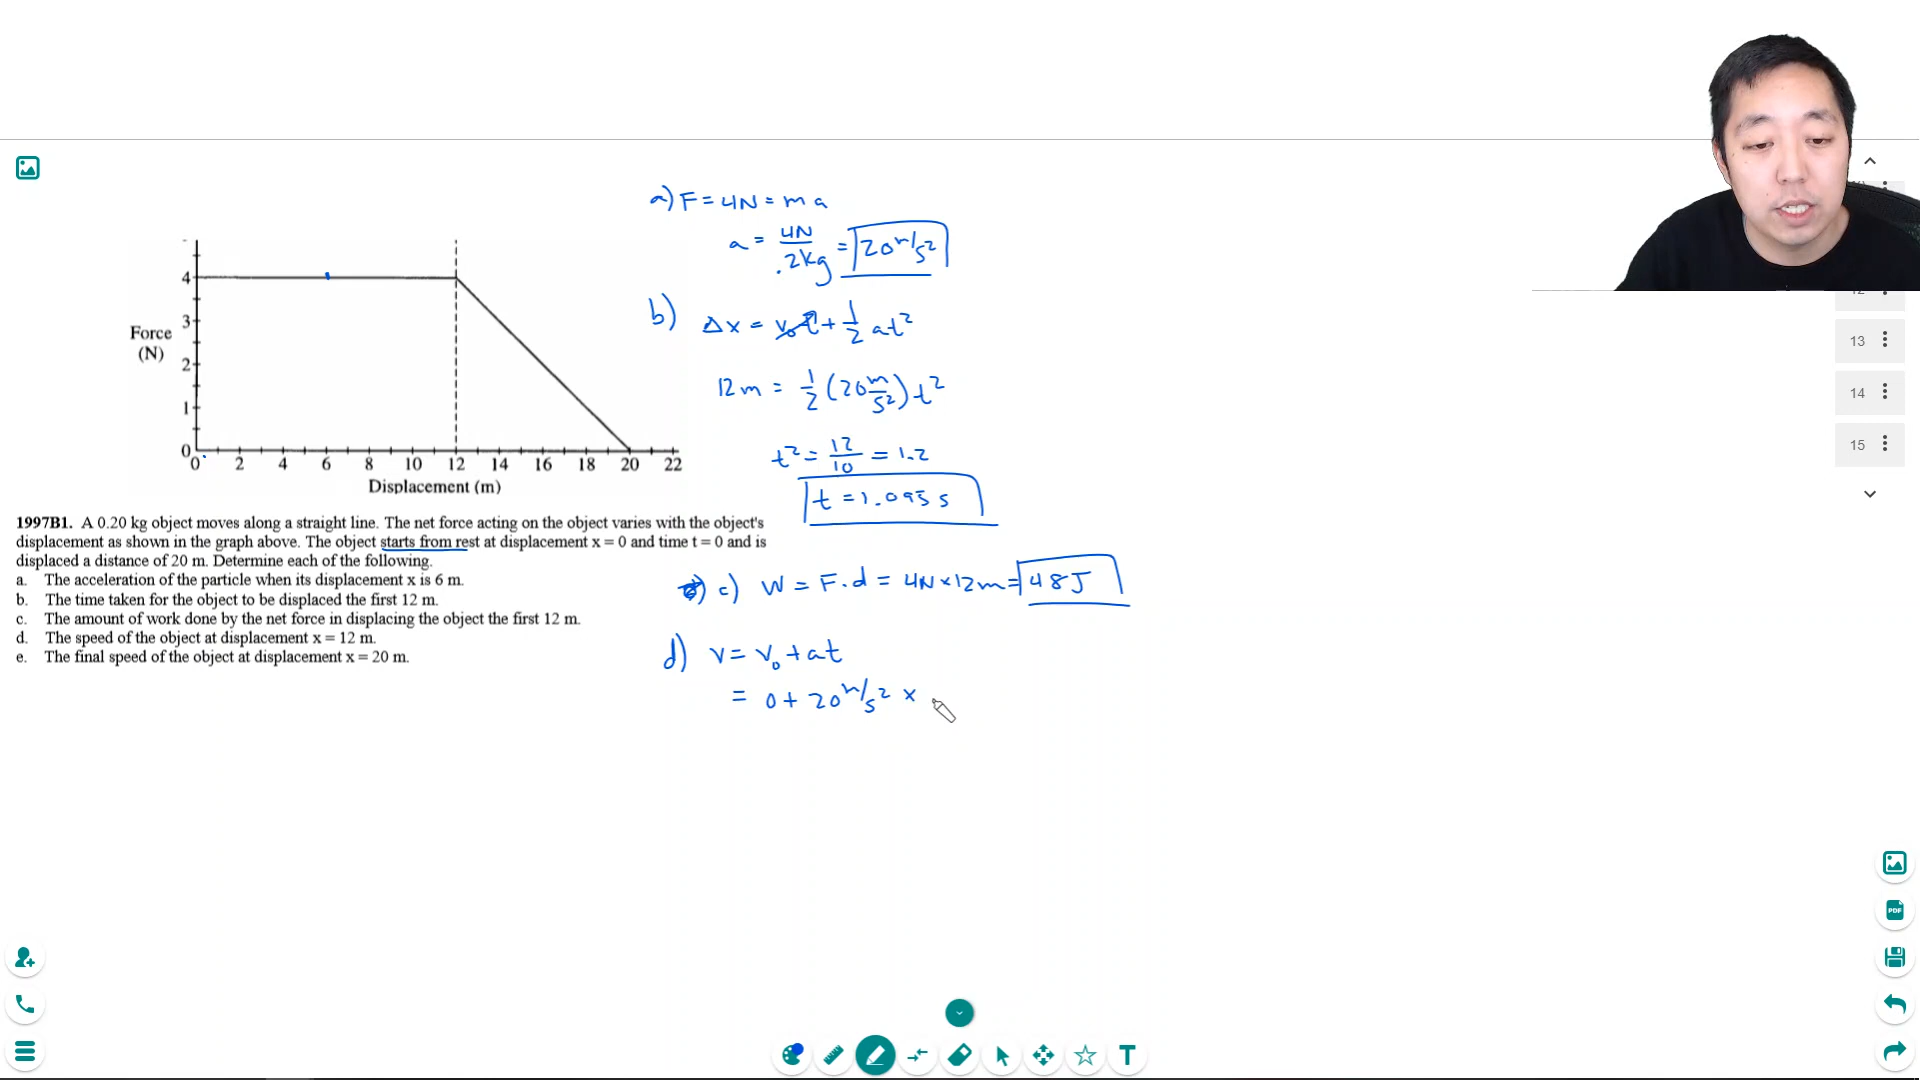 4
3
2
1
0
Force
(N)
0 2 4 6 8 10 12 14 16 18 20 22
Displacement (m)
1997B1. A 0.20 kg object moves along a straight line. The net force acting on the object varies with the object's
displacement as shown in the graph above. The object starts from rest at displacement x = 0 and time t = 0 and is
displaced a distance of 20 m. Determine each of the following.
a. The acceleration of the particle when its displacement x is 6 m.
b. The time taken for the object to be displaced the first 12 m.
c. The amount of work done by the net force in displacing the object the first 12 m.
d. The speed of the object at displacement x = 12 m.
e. The final speed of the object at displacement x = 20 m.
a) F = 4N = m a
a = 4N / .2kg = 20 m/s²
b) Δx = v₀t + 1/2 at²
12m = 1/2 (20 m/s²) t²
t² = 12/10 = 1.2
t = 1.095 s
c) W = F·d = 4N × 12m = 48J
d) v = v₀ + at
= 0 + 20 m/s² ×
13
14
15
PDF
T